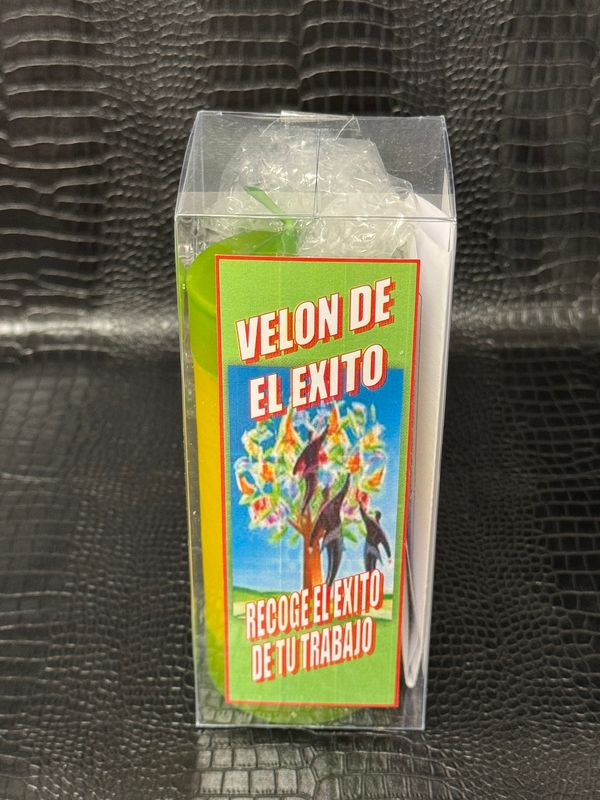 VELON DE
EL EXITO
RECOGE EL EXITO
DE TU TRABAJO